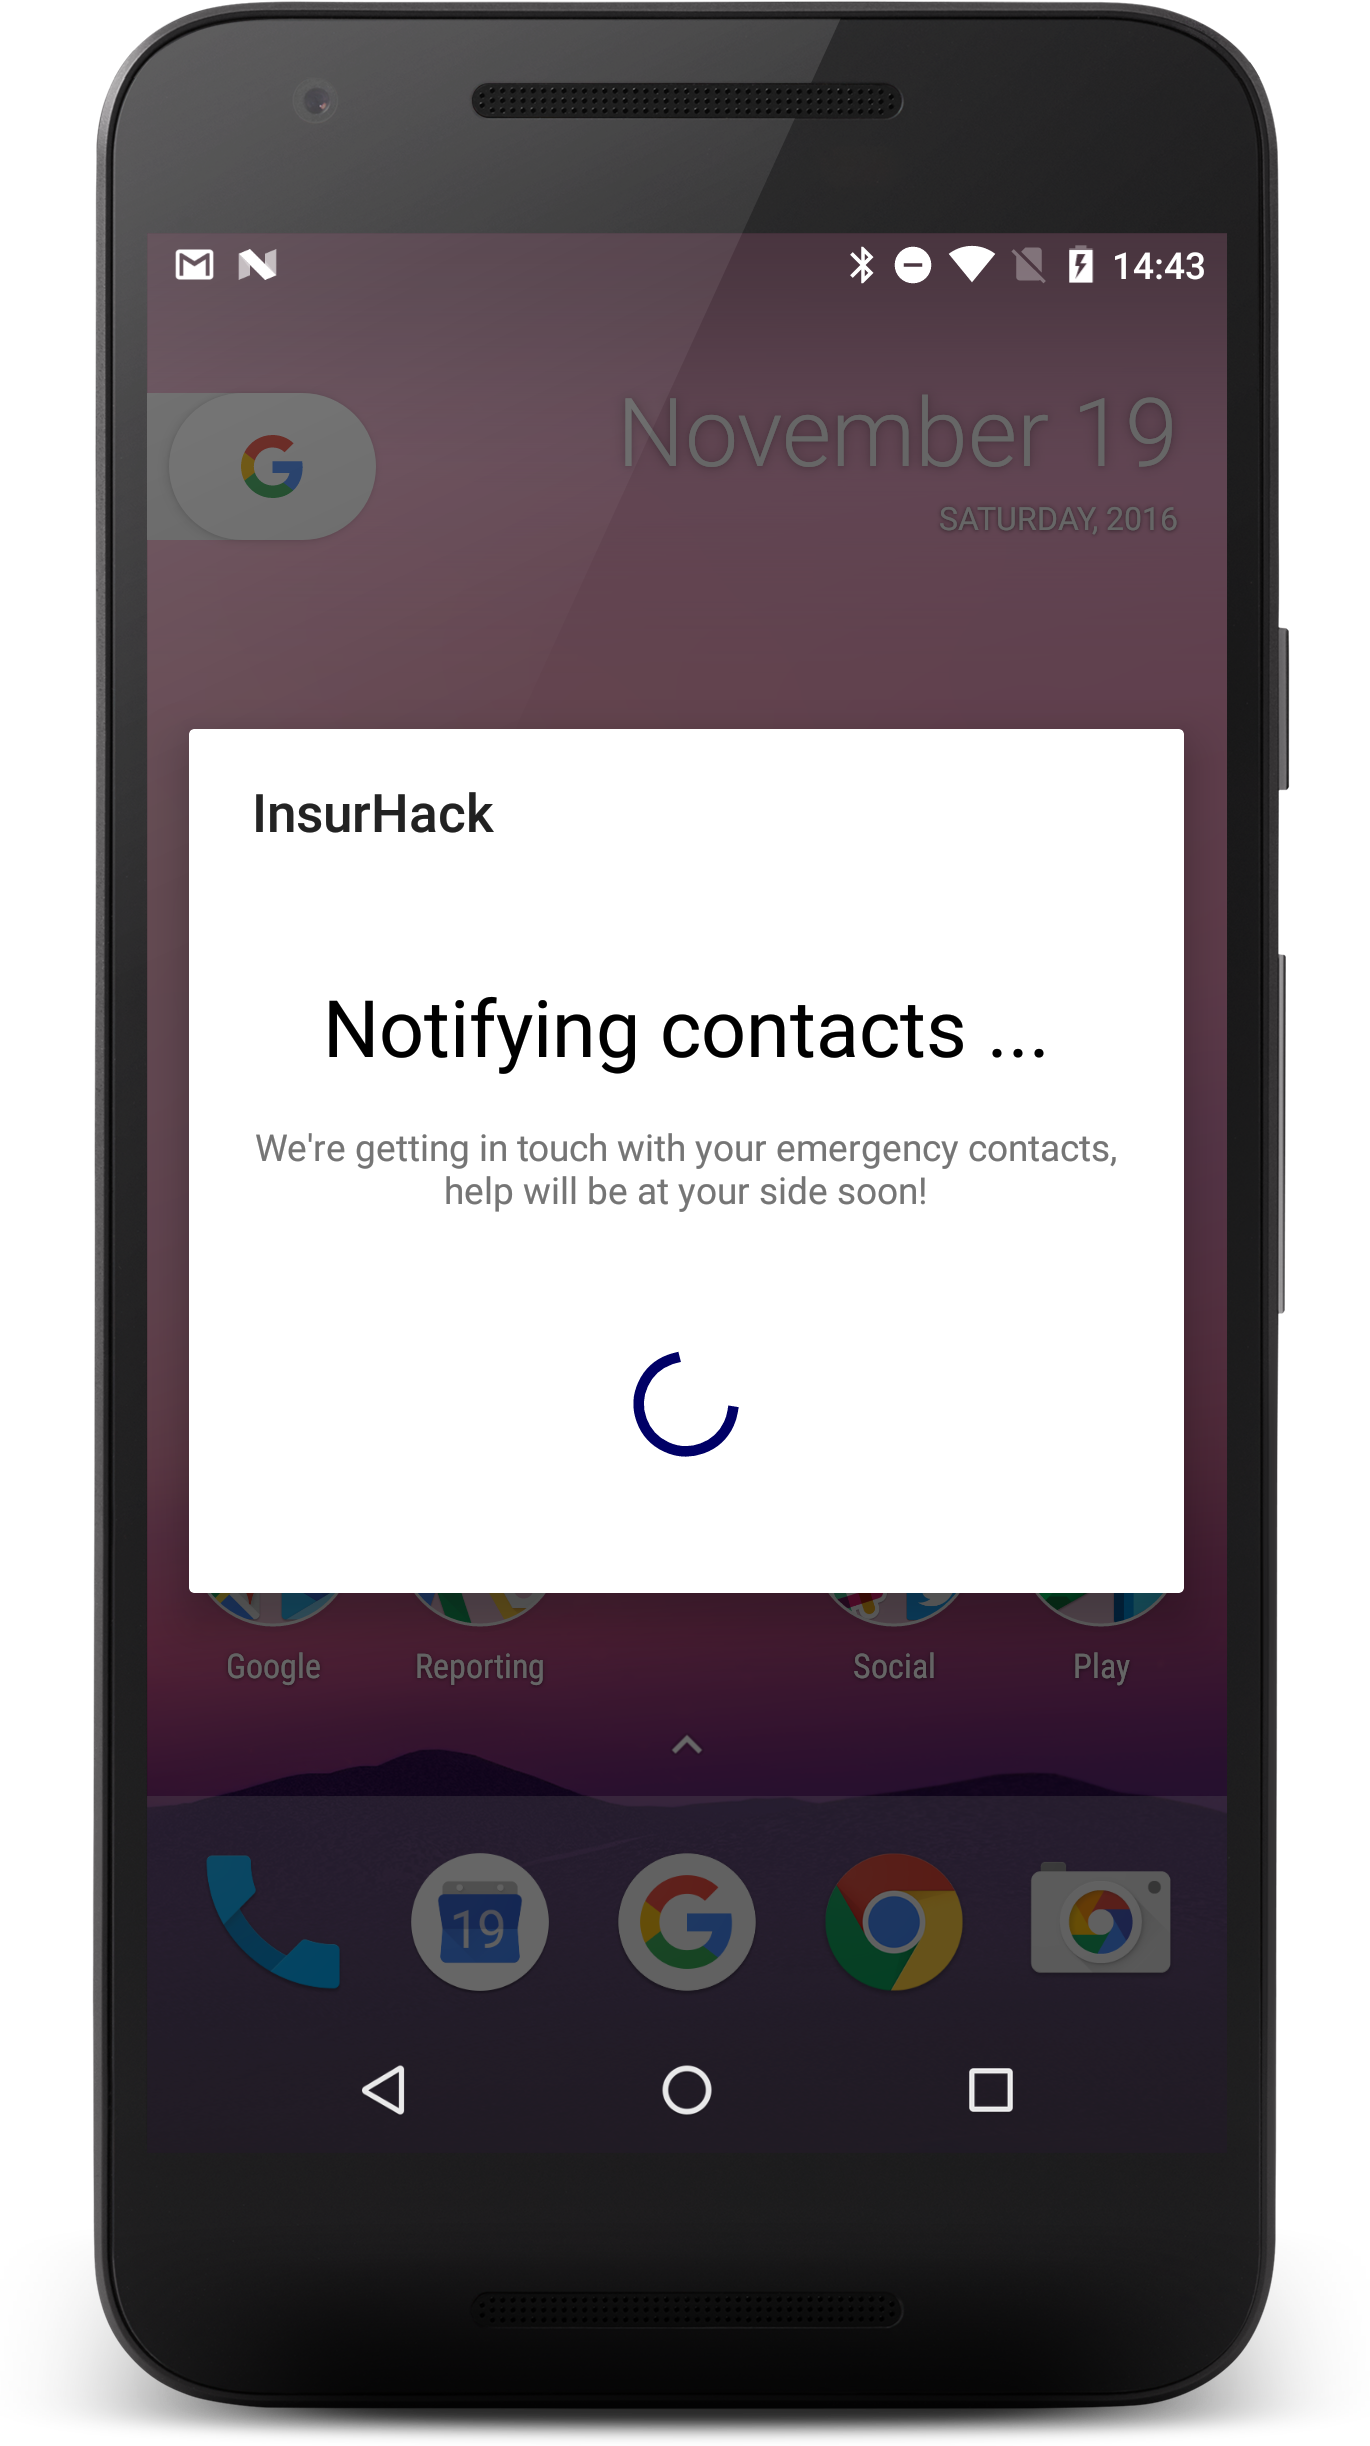 14:43
November 19
SATURDAY, 2016
InsurHack
Notifying contacts ...
We're getting in touch with your emergency contacts,
help will be at your side soon!
Google
Reporting
Social
Play
19